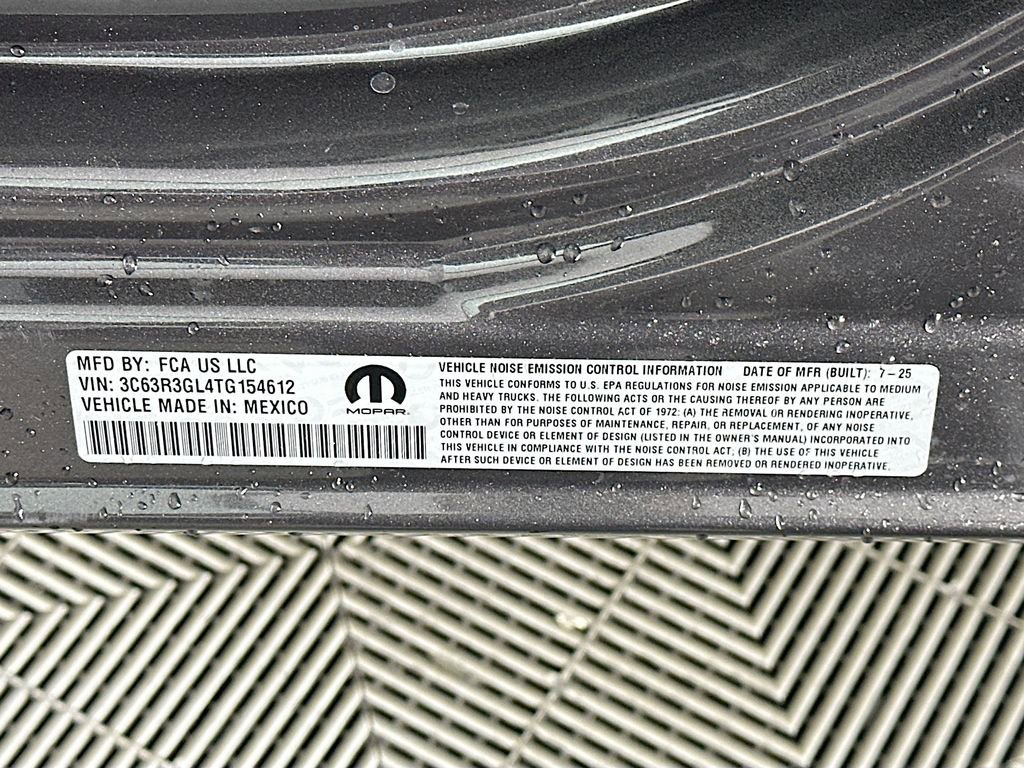 MFD BY: FCA US LLC
VIN: 3C63R3GL4TG154612
VEHICLE MADE IN: MEXICO
MOPAR
VEHICLE NOISE EMISSION CONTROL INFORMATION DATE OF MFR (BUILT): 7-25
THIS VEHICLE CONFORMS TO U.S. EPA REGULATIONS FOR NOISE EMISSION APPLICABLE TO MEDIUM
AND HEAVY TRUCKS. THE FOLLOWING ACTS OR THE CAUSING THEREOF BY ANY PERSON ARE
PROHIBITED BY THE NOISE CONTROL ACT OF 1972: (A) THE REMOVAL OR RENDERING INOPERATIVE,
OTHER THAN FOR PURPOSES OF MAINTENANCE, REPAIR, OR REPLACEMENT, OF ANY NOISE
CONTROL DEVICE OR ELEMENT OF DESIGN (LISTED IN THE OWNER'S MANUAL) INCORPORATED INTO
THIS VEHICLE IN COMPLIANCE WITH THE NOISE CONTROL ACT; (B) THE USE OF THIS VEHICLE
AFTER SUCH DEVICE OR ELEMENT OF DESIGN HAS BEEN REMOVED OR RENDERED INOPERATIVE.